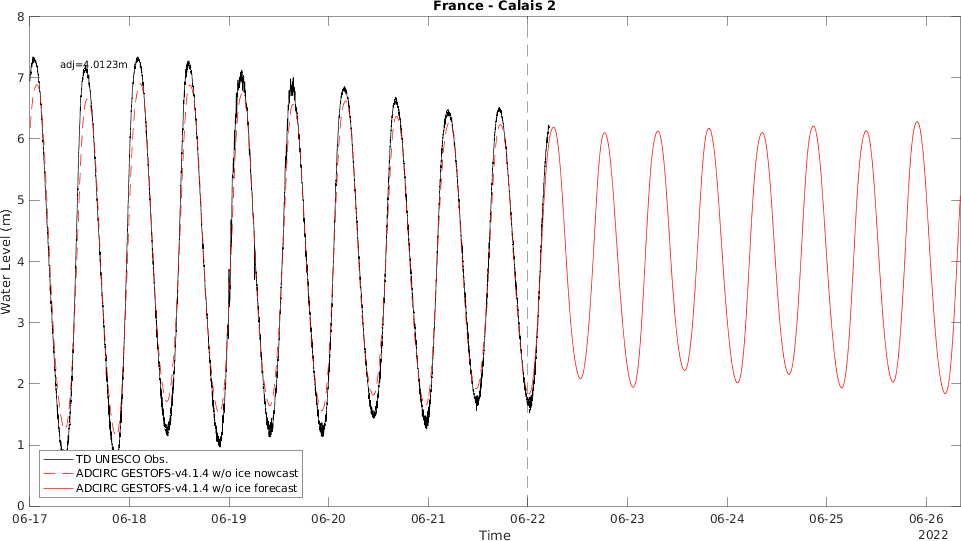 France - Calais 2
adj=4.0123m
Water Level (m)
8
7
6
5
4
3
2
1
0
TD UNESCO Obs.
ADCIRC GESTOFS-v4.1.4 w/o ice nowcast
ADCIRC GESTOFS-v4.1.4 w/o ice forecast
06-17 06-18 06-19 06-20 06-21 06-22 06-23 06-24 06-25 06-26
Time
2022